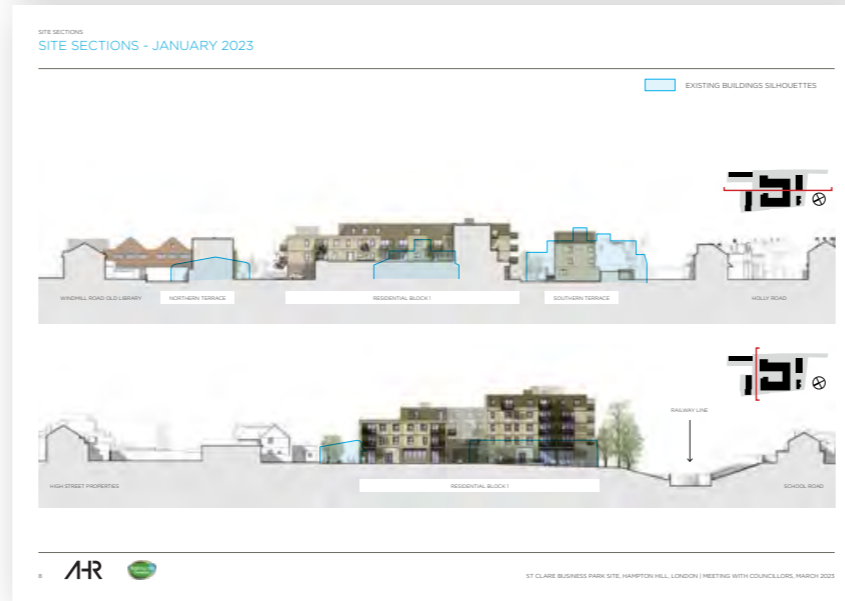 SITE SECTIONS
SITE SECTIONS - JANUARY 2023
EXISTING BUILDINGS SILHOUETTES
WINDMILL ROAD OLD LIBRARY
NORTHERN TERRACE
RESIDENTIAL BLOCK 1
SOUTHERN TERRACE
HOLLY ROAD
RAILWAY LINE
HIGH STREET PROPERTIES
RESIDENTIAL BLOCK 1
SCHOOL ROAD
8
AHR
ST CLARE BUSINESS PARK SITE, HAMPTON HILL, LONDON | MEETING WITH COUNCILLORS, MARCH 2023